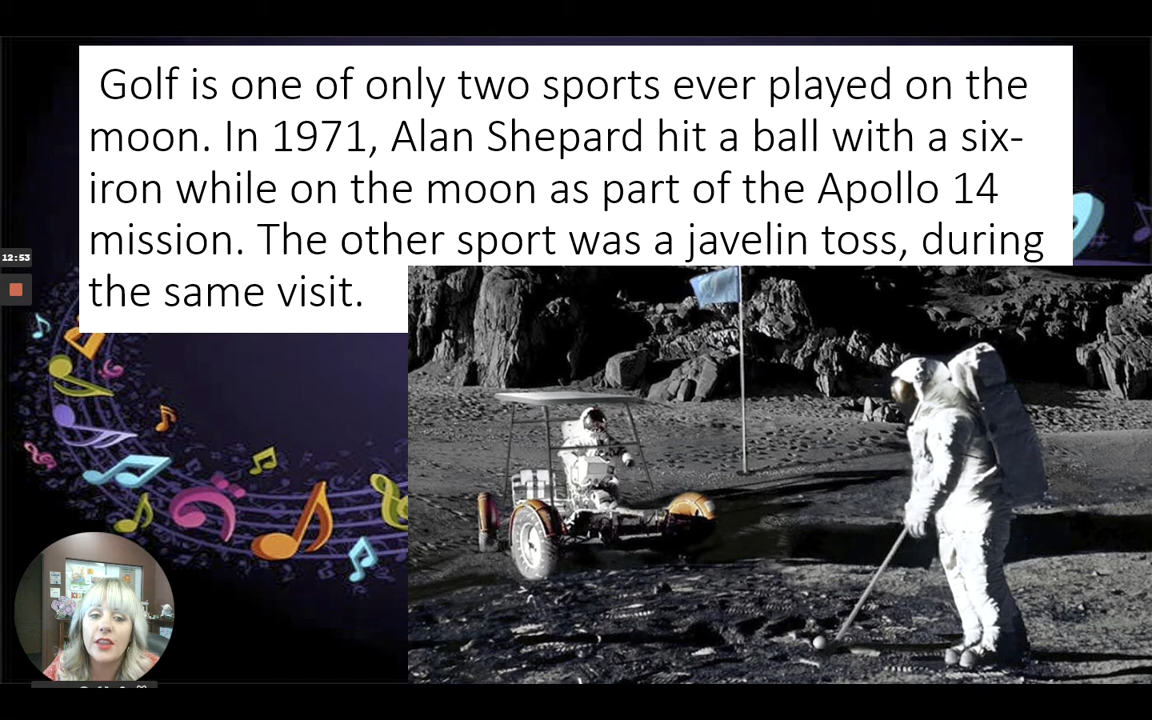 Golf is one of only two sports ever played on the
moon. In 1971, Alan Shepard hit a ball with a six-
iron while on the moon as part of the Apollo 14
mission. The other sport was a javelin toss, during
the same visit.
12:53